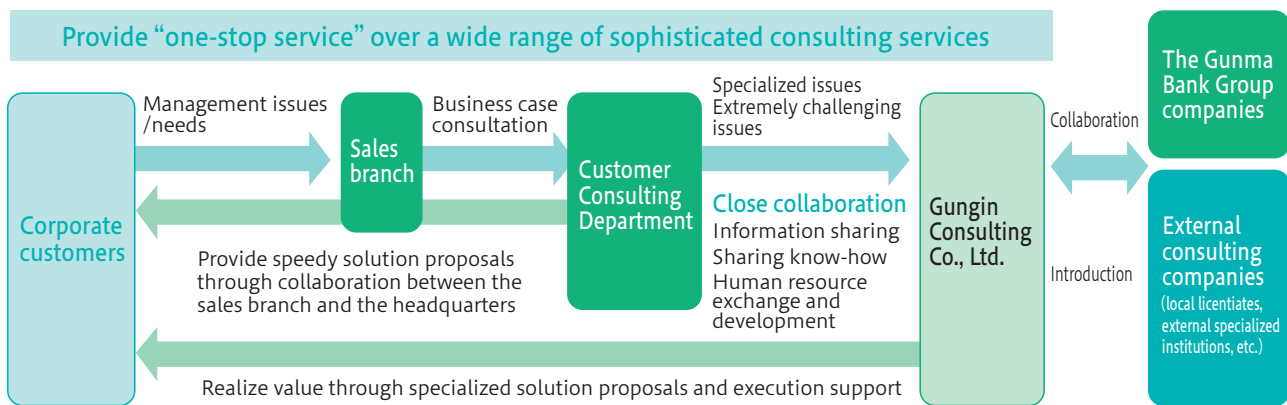 Provide “one-stop service” over a wide range of sophisticated consulting services
Corporate
customers
Management issues
/needs
Sales
branch
Business case
consultation
Customer
Consulting
Department
Specialized issues
Extremely challenging
issues
Close collaboration
Information sharing
Sharing know-how
Human resource
exchange and
development
Provide speedy solution proposals
through collaboration between the
sales branch and the headquarters
Realize value through specialized solution proposals and execution support
Gungin
Consulting
Co., Ltd.
Collaboration
Introduction
The Gunma
Bank Group
companies
External
consulting
companies
(local licentiates,
external specialized
institutions, etc.)